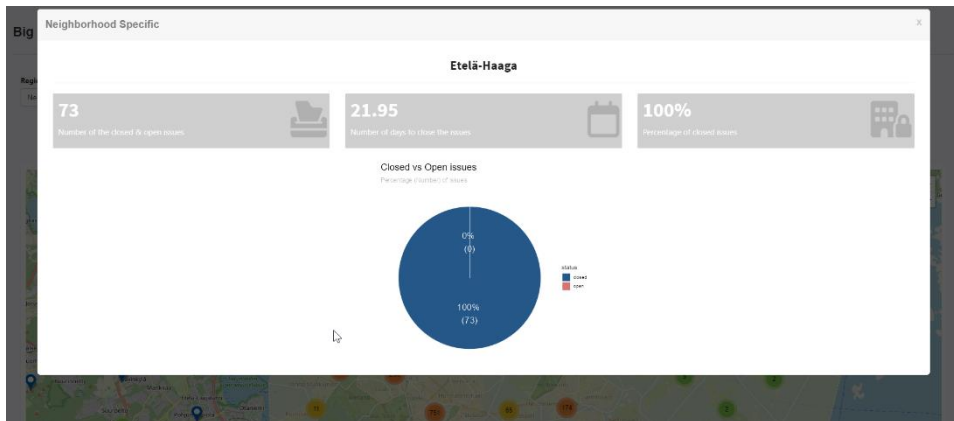 Big
Neighborhood Specific
x
Etelä-Haaga
73
Number of the closed & open issues
21.95
Number of days to close the issues
100%
Percentage of closed issues
Closed vs Open issues
Percentage (Number) of issues
0%
(0)
100%
(73)
status
closed
open